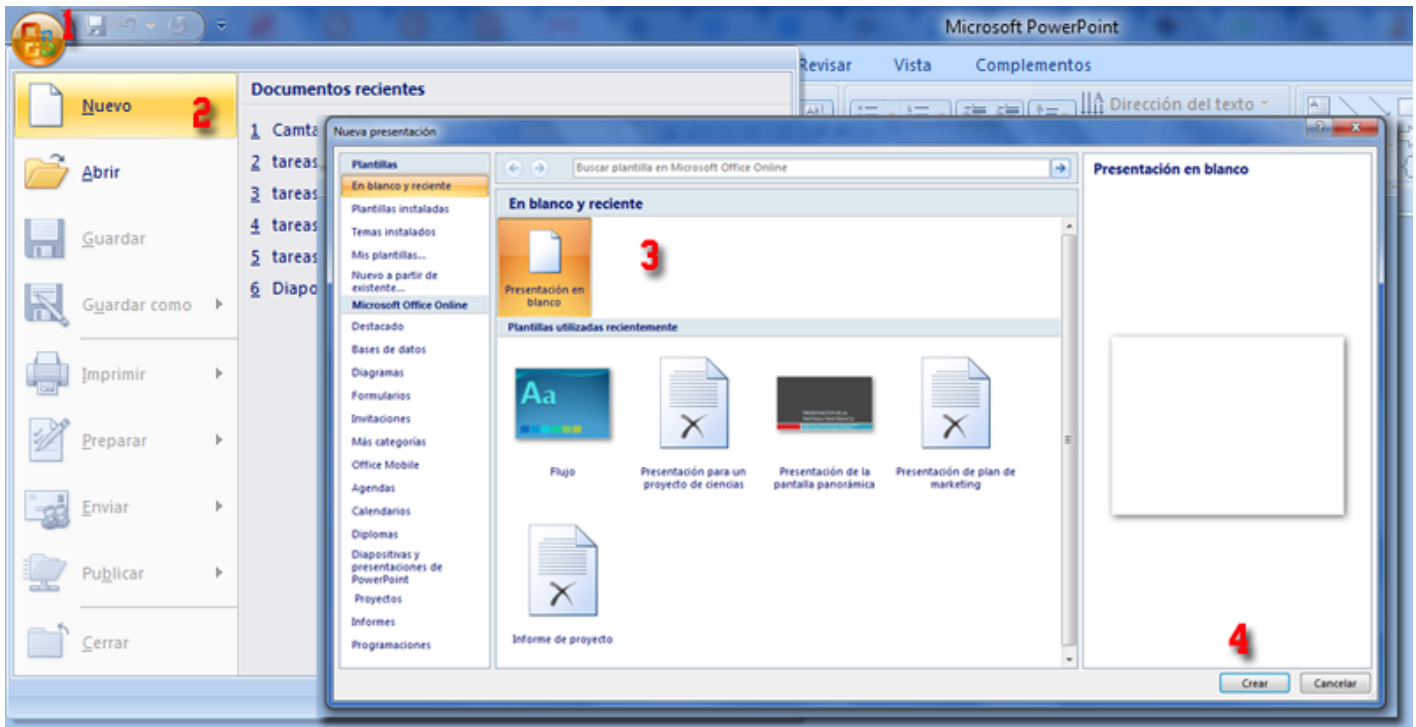 1
Microsoft PowerPoint
Revisar Vista Complementos
Dirección del texto
Nuevo 2
Abrir
Guardar
Guardar como
Imprimir
Preparar
Enviar
Publicar
Cerrar
Documentos recientes
1 Camta
2 tareas
3 tareas
4 tareas
5 tareas
6 Diapo
Nueva presentación
Plantillas
En blanco y reciente
Plantillas instaladas
Temas instalados
Mis plantillas...
Nuevo a partir de
existente...
Microsoft Office Online
Destacado
Bases de datos
Diagramas
Formularios
Invitaciones
Más categorías
Office Mobile
Agendas
Calendarios
Diplomas
Diapositivas y
presentaciones de
PowerPoint
Proyectos
Informes
Programaciones
Buscar plantilla en Microsoft Office Online
En blanco y reciente
3
Presentación en
blanco
Plantillas utilizadas recientemente
Aa
Flujo
Presentación para un
proyecto de ciencias
Presentación de la
pantalla panorámica
Presentación de plan de
marketing
Informe de proyecto
Presentación en blanco
4
Crear Cancelar